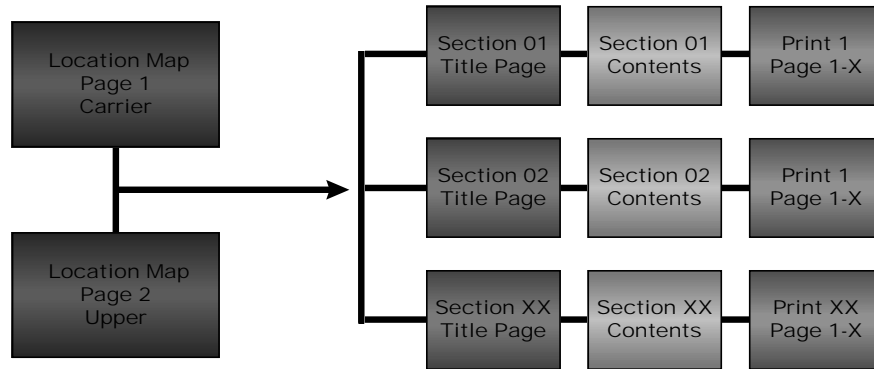 Location Map
Page 1
Carrier
Location Map
Page 2
Upper
Section 01
Title Page
Section 01
Contents
Print 1
Page 1-X
Section 02
Title Page
Section 02
Contents
Print 1
Page 1-X
Section XX
Title Page
Section XX
Contents
Print XX
Page 1-X